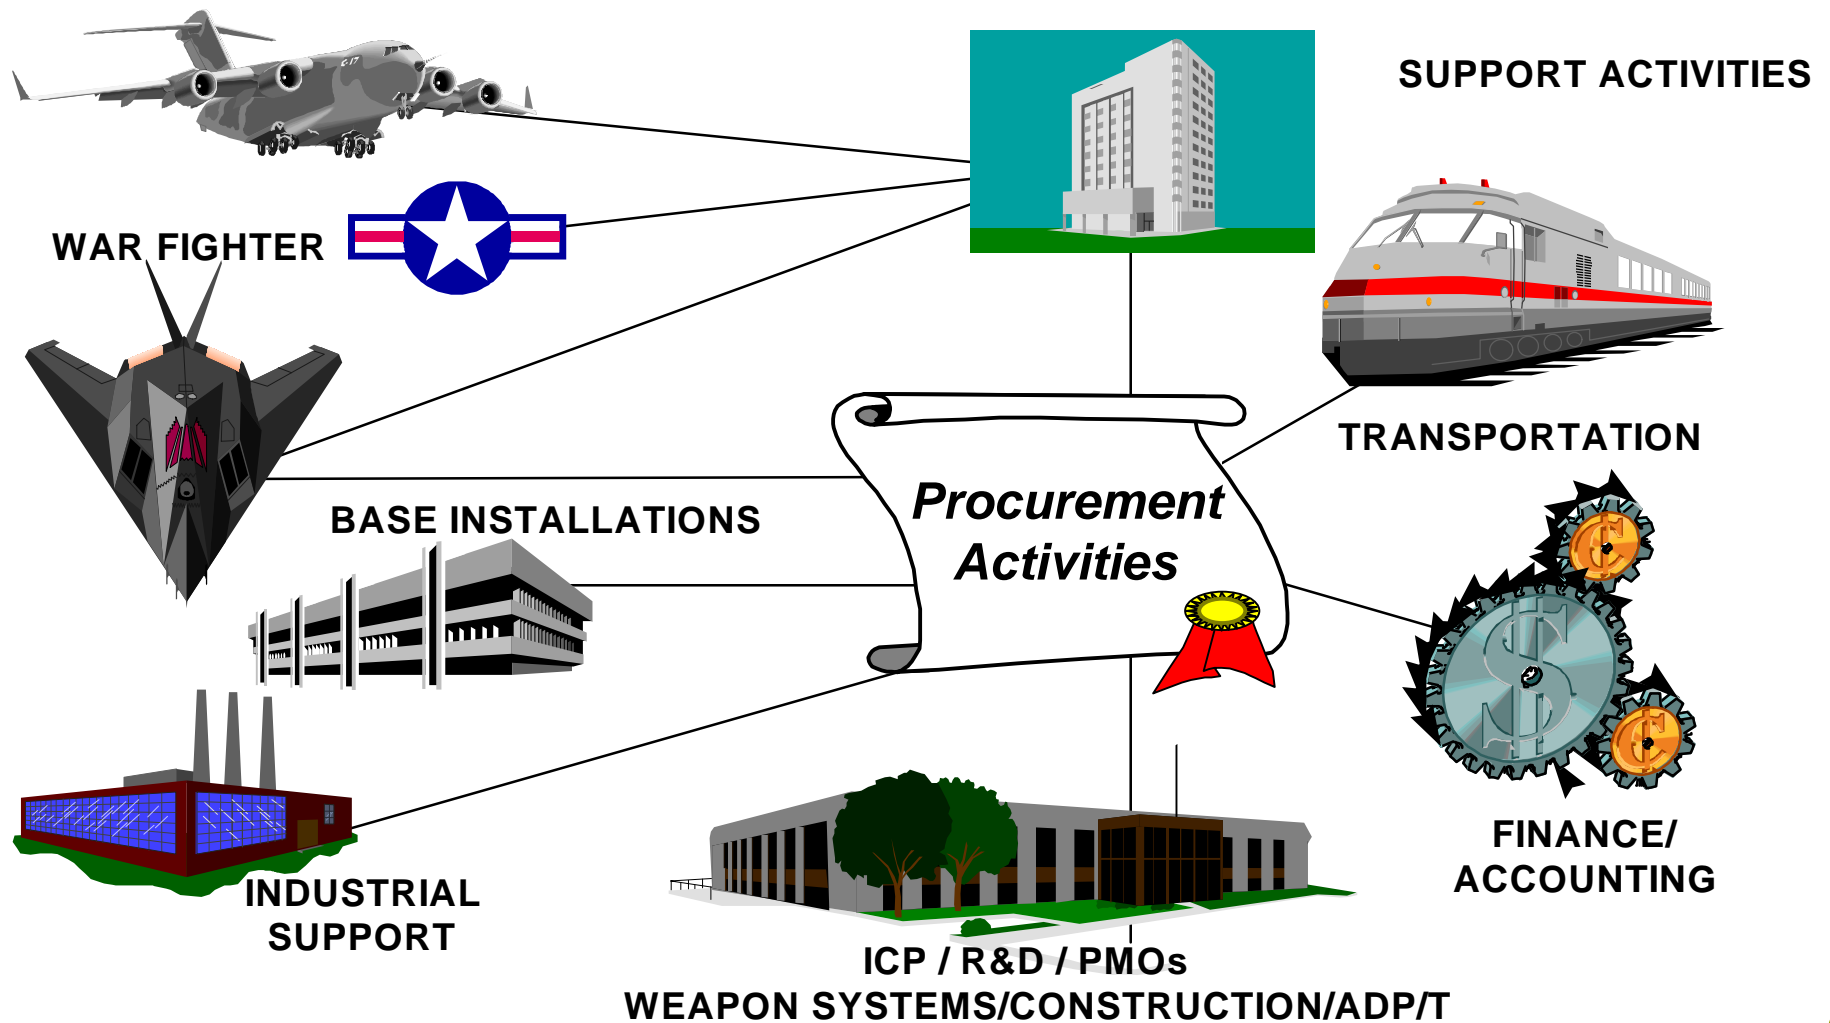 C-17
SUPPORT ACTIVITIES
WAR FIGHTER
TRANSPORTATION
Procurement
Activities
BASE INSTALLATIONS
FINANCE/
ACCOUNTING
INDUSTRIAL
SUPPORT
ICP / R&D / PMOs
WEAPON SYSTEMS/CONSTRUCTION/ADP/T